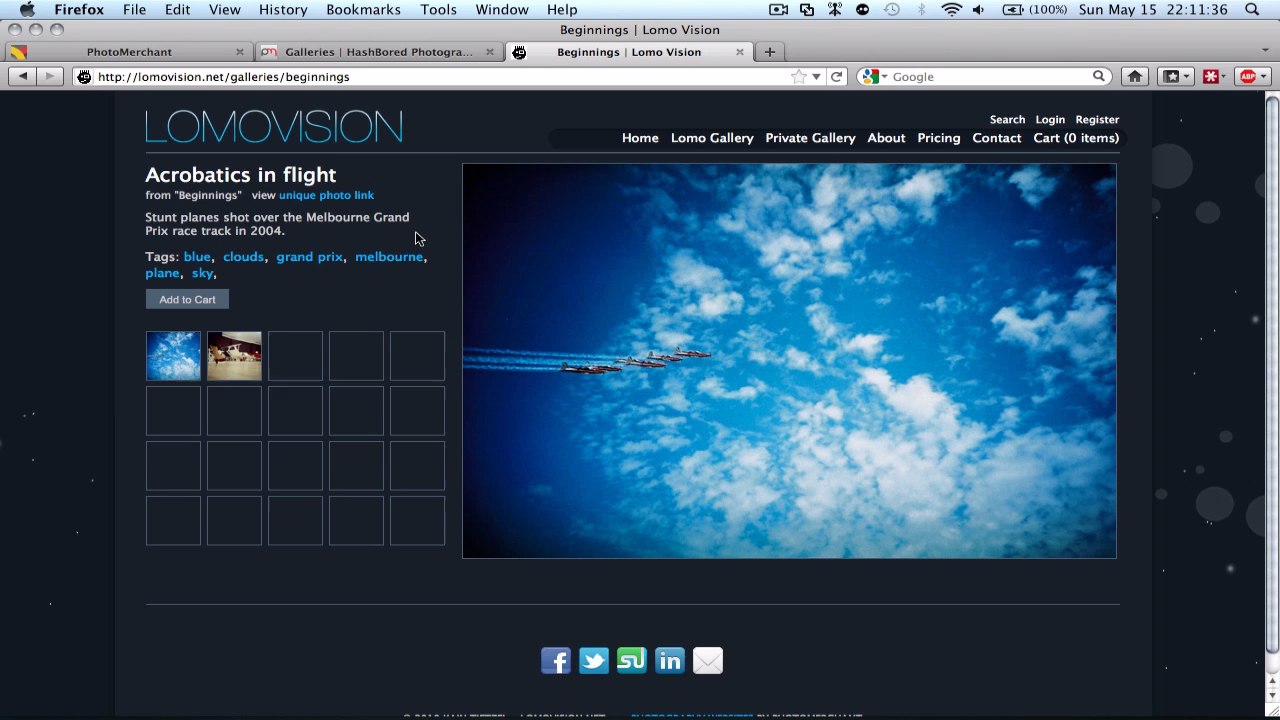 Firefox File Edit View History Bookmarks Tools Window Help (100%) Sun May 15 22:11:36
Beginnings | Lomo Vision
PhotoMerchant Galleries | HashBored Photogra... Beginnings | Lomo Vision
http://lomovision.net/galleries/beginnings Google ABP
LOMOVISION
Search Login Register
Home Lomo Gallery Private Gallery About Pricing Contact Cart (0 items)
Acrobatics in flight
from "Beginnings" view unique photo link
Stunt planes shot over the Melbourne Grand
Prix race track in 2004.
Tags: blue, clouds, grand prix, melbourne,
plane, sky,
Add to Cart